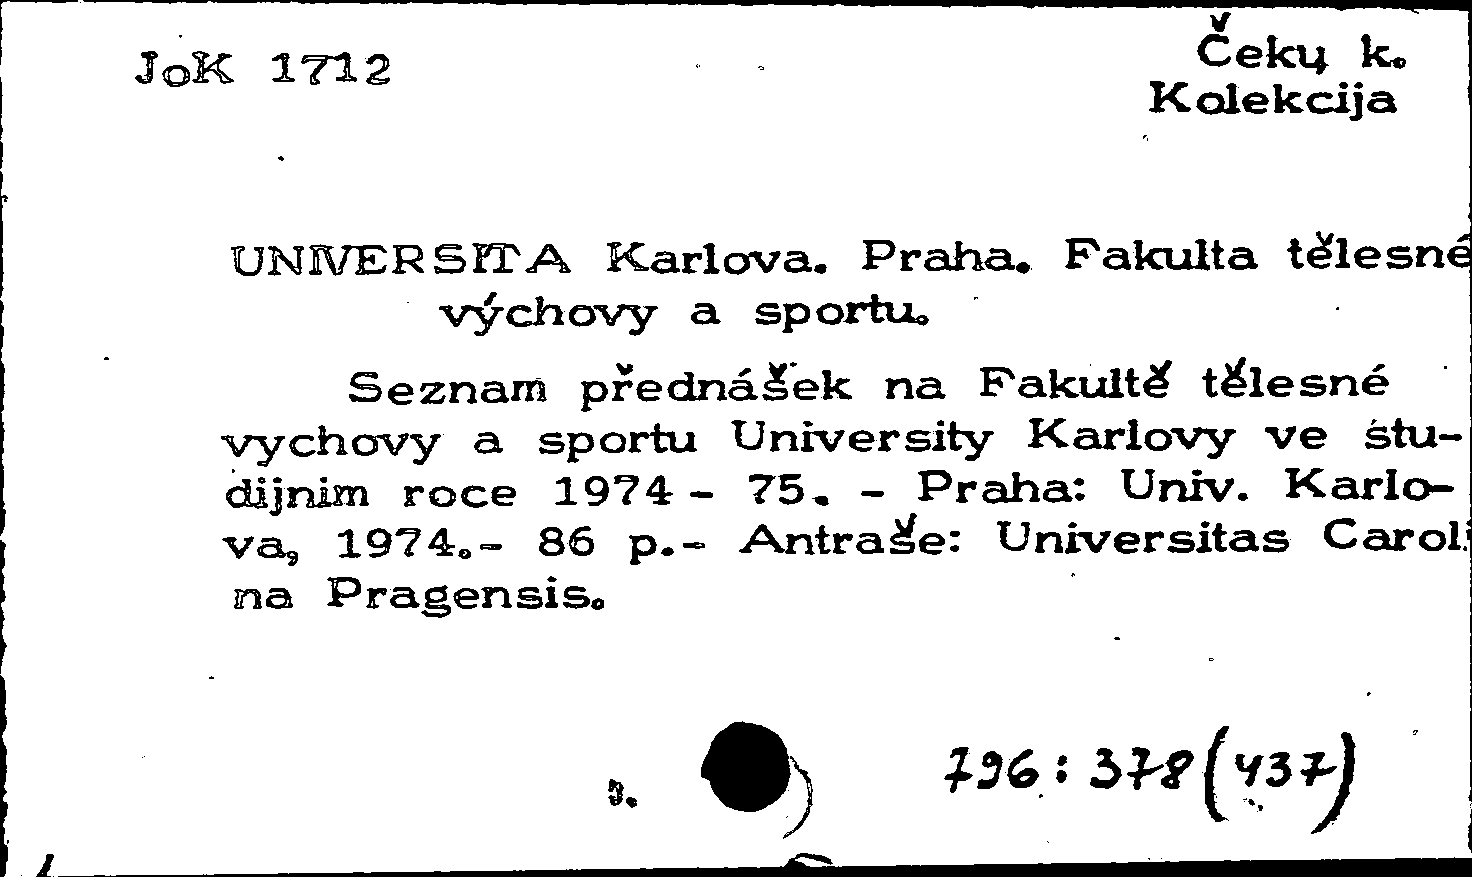 JoK 1712
Čekų k.
Kolekcija
UNIVERSITA Karlova. Praha. Fakulta tělesné
výchovy a sportu.
Seznam přednášek na Fakultě tělesné
vychovy a sportu University Karlovy ve stu-
dijnim roce 1974 - 75. - Praha: Univ. Karlo-
va, 1974.- 86 p.- Antraše: Universitas Caroli
na Pragensis.
796:378(437)